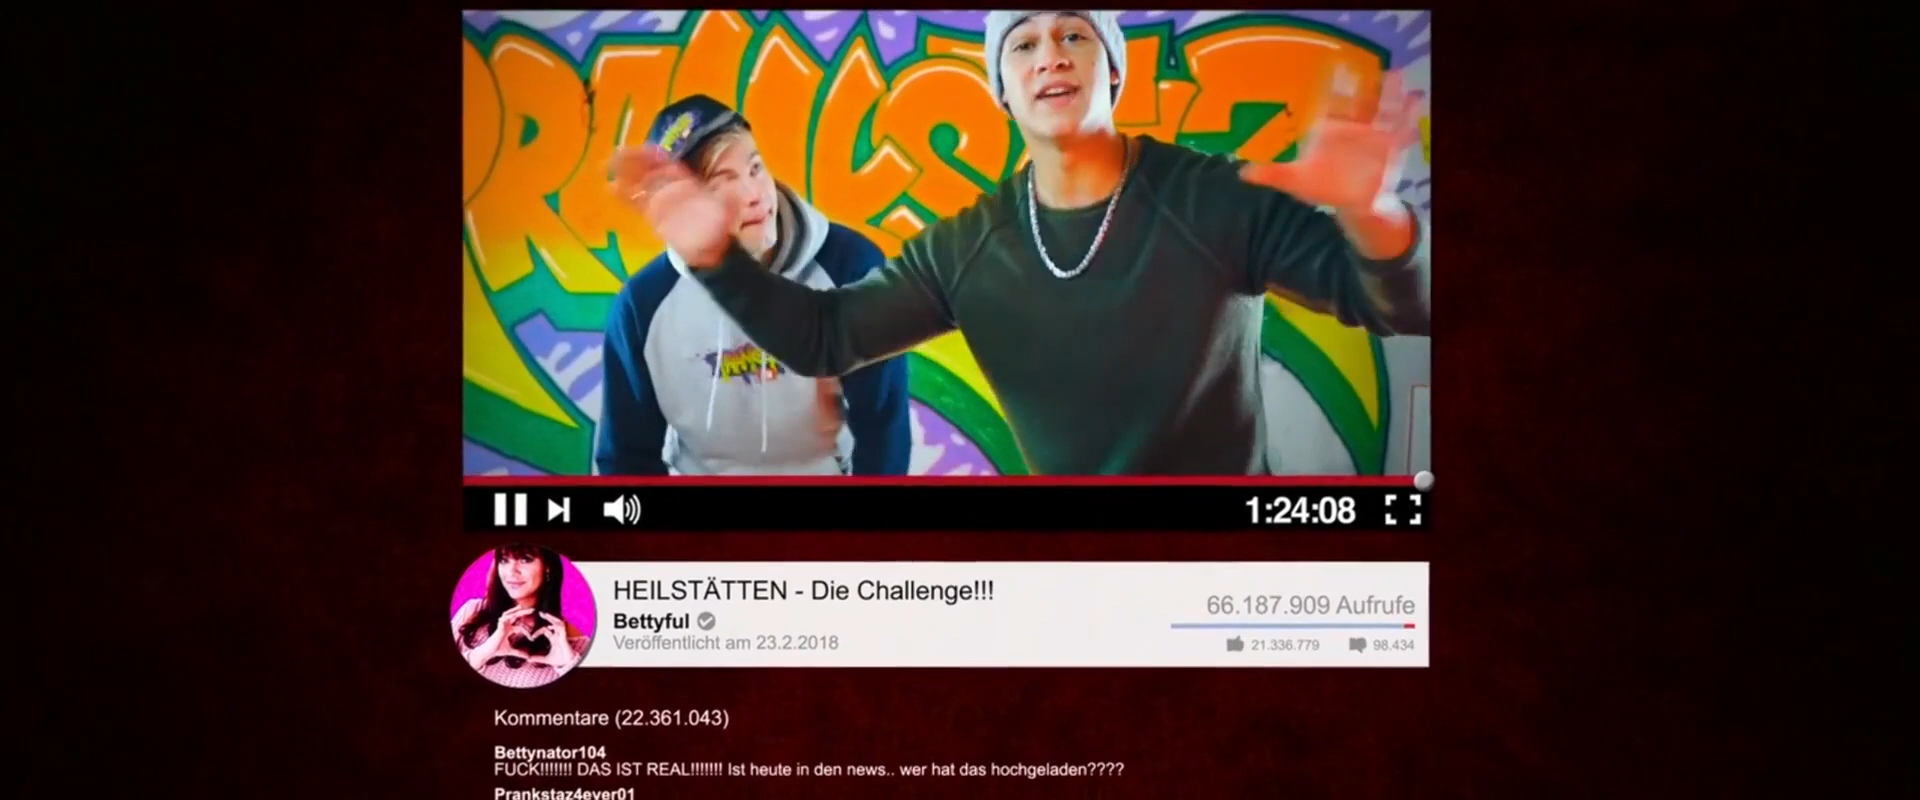 PRANKSTAZ
1:24:08
HEILSTÄTTEN - Die Challenge!!!
Bettyful
66.187.909 Aufrufe
Veröffentlicht am 23.2.2018
21.336.779 98.434
Kommentare (22.361.043)
Bettynator104
FUCK!!!!!!! DAS IST REAL!!!!!!! Ist heute in den news.. wer hat das hochgeladen????
Prankstaz4ever01